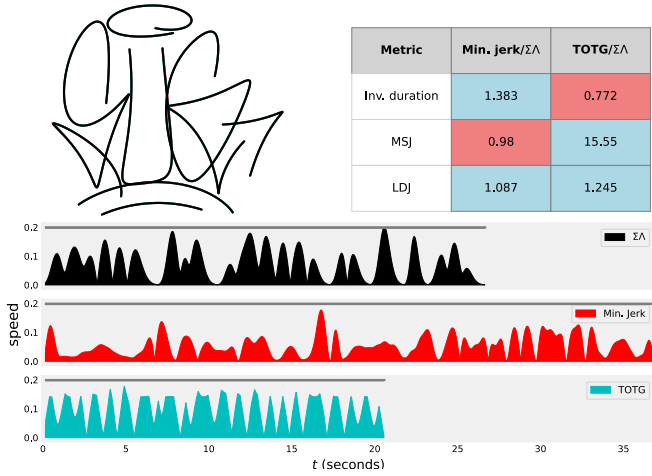 Metric Min. jerk/ΣΛ TOTG/ΣΛ
Inv. duration 1.383 0.772
MSJ 0.98 15.55
LDJ 1.087 1.245
0.2
0.1
0.0
ΣΛ
speed
0.2
0.1
0.0
Min. Jerk
0.2
0.1
0.0
TOTG
0 5 10 15 20 25 30 35
t (seconds)